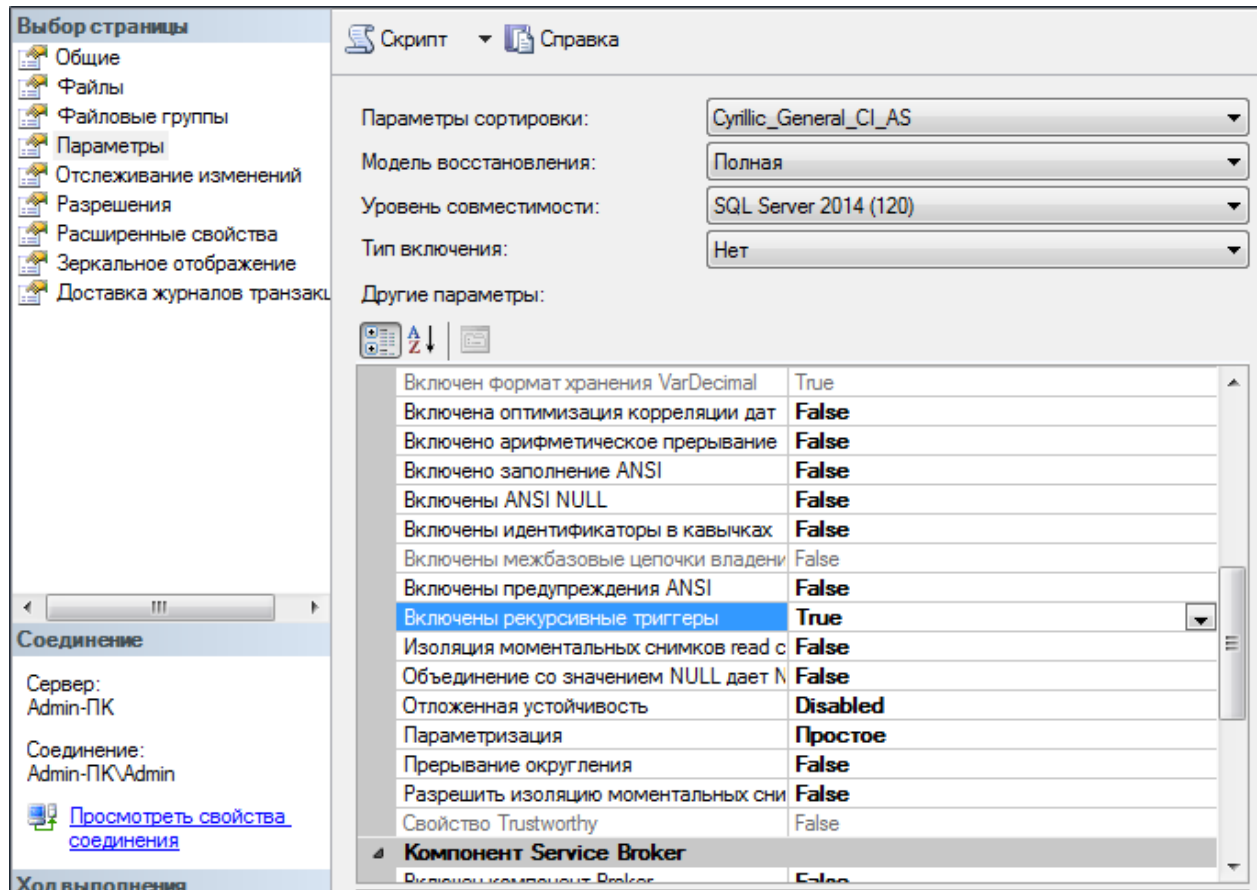 Выбор страницы
Общие
Файлы
Файловые группы
Параметры
Отслеживание изменений
Разрешения
Расширенные свойства
Зеркальное отображение
Доставка журналов транзакц
Соединение
Сервер:
Admin-ПК
Соединение:
Admin-ПК\Admin
Просмотреть свойства
соединения
Ход выполнения
Скрипт Справка
Параметры сортировки: Cyrillic_General_CI_AS
Модель восстановления: Полная
Уровень совместимости: SQL Server 2014 (120)
Тип включения: Нет
Другие параметры:
Включен формат хранения VarDecimal True
Включена оптимизация корреляции дат False
Включено арифметическое прерывание False
Включено заполнение ANSI False
Включены ANSI NULL False
Включены идентификаторы в кавычках False
Включены межбазовые цепочки владени False
Включены предупреждения ANSI False
Включены рекурсивные триггеры True
Изоляция моментальных снимков read c False
Объединение со значением NULL дает N False
Отложенная устойчивость Disabled
Параметризация Простое
Прерывание округления False
Разрешить изоляцию моментальных сни False
Свойство Trustworthy False
Компонент Service Broker
Включен компонент Broker False